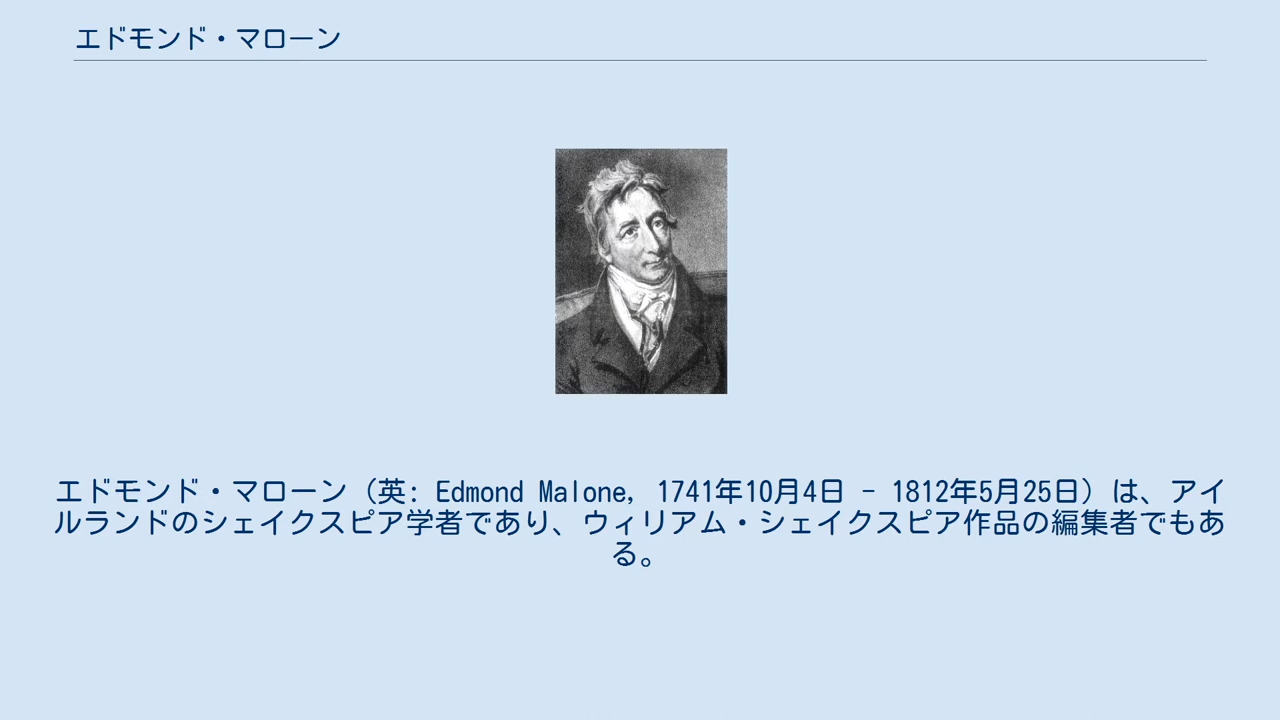 エドモンド・マローン
エドモンド・マローン（英: Edmond Malone, 1741年10月4日 - 1812年5月25日）は、アイ
ルランドのシェイクスピア学者であり、ウィリアム・シェイクスピア作品の編集者でもあ
る。